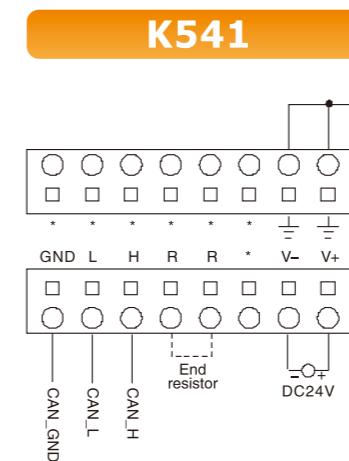 K541
* * * * * *
GND L H R R * V– V+
End
resistor
– +
DC24V
CAN_GND
CAN_L
CAN_H